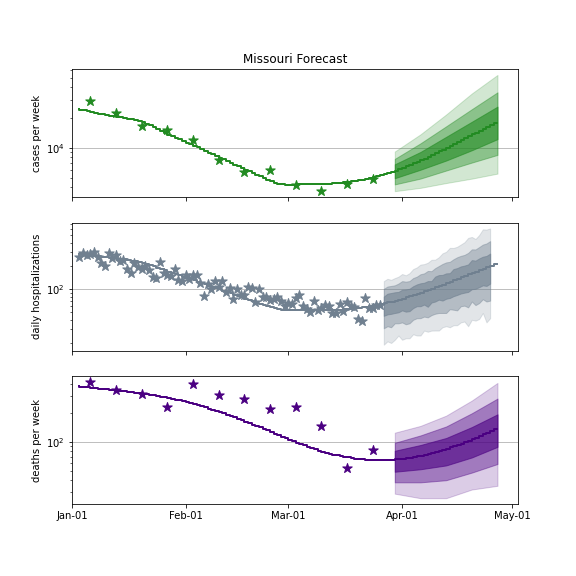 Missouri Forecast
cases per week
10⁴
daily hospitalizations
10²
deaths per week
10²
Jan-01 Feb-01 Mar-01 Apr-01 May-01